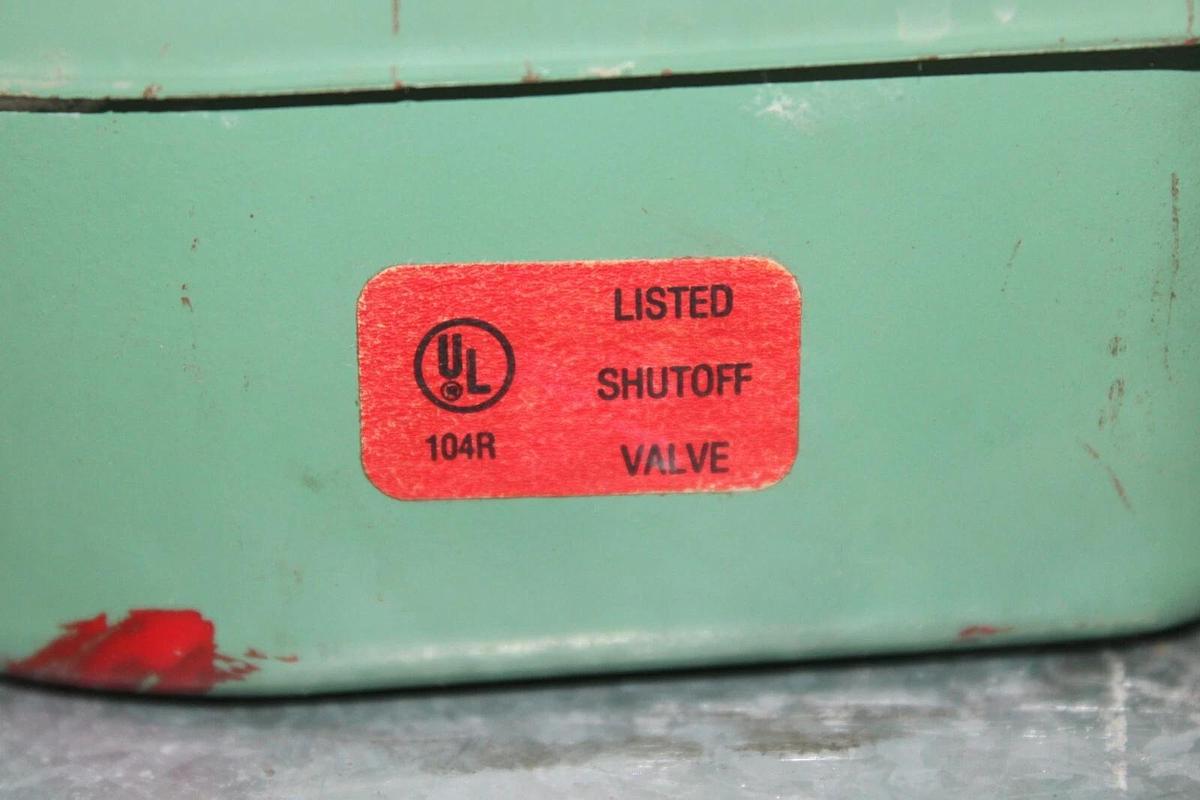 UL®
104R
LISTED
SHUTOFF
VALVE